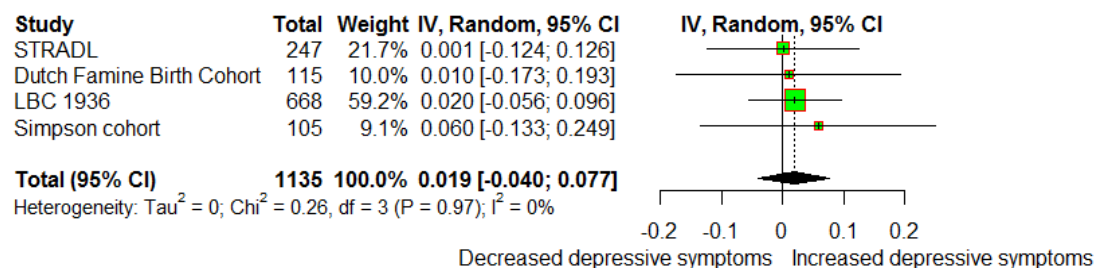 Study Total Weight IV, Random, 95% CI IV, Random, 95% CI
STRADL 247 21.7% 0.001 [-0.124; 0.126]
Dutch Famine Birth Cohort 115 10.0% 0.010 [-0.173; 0.193]
LBC 1936 668 59.2% 0.020 [-0.056; 0.096]
Simpson cohort 105 9.1% 0.060 [-0.133; 0.249]
Total (95% CI) 1135 100.0% 0.019 [-0.040; 0.077]
Heterogeneity: Tau² = 0; Chi² = 0.26, df = 3 (P = 0.97); I² = 0%
-0.2 -0.1 0 0.1 0.2
Decreased depressive symptoms Increased depressive symptoms